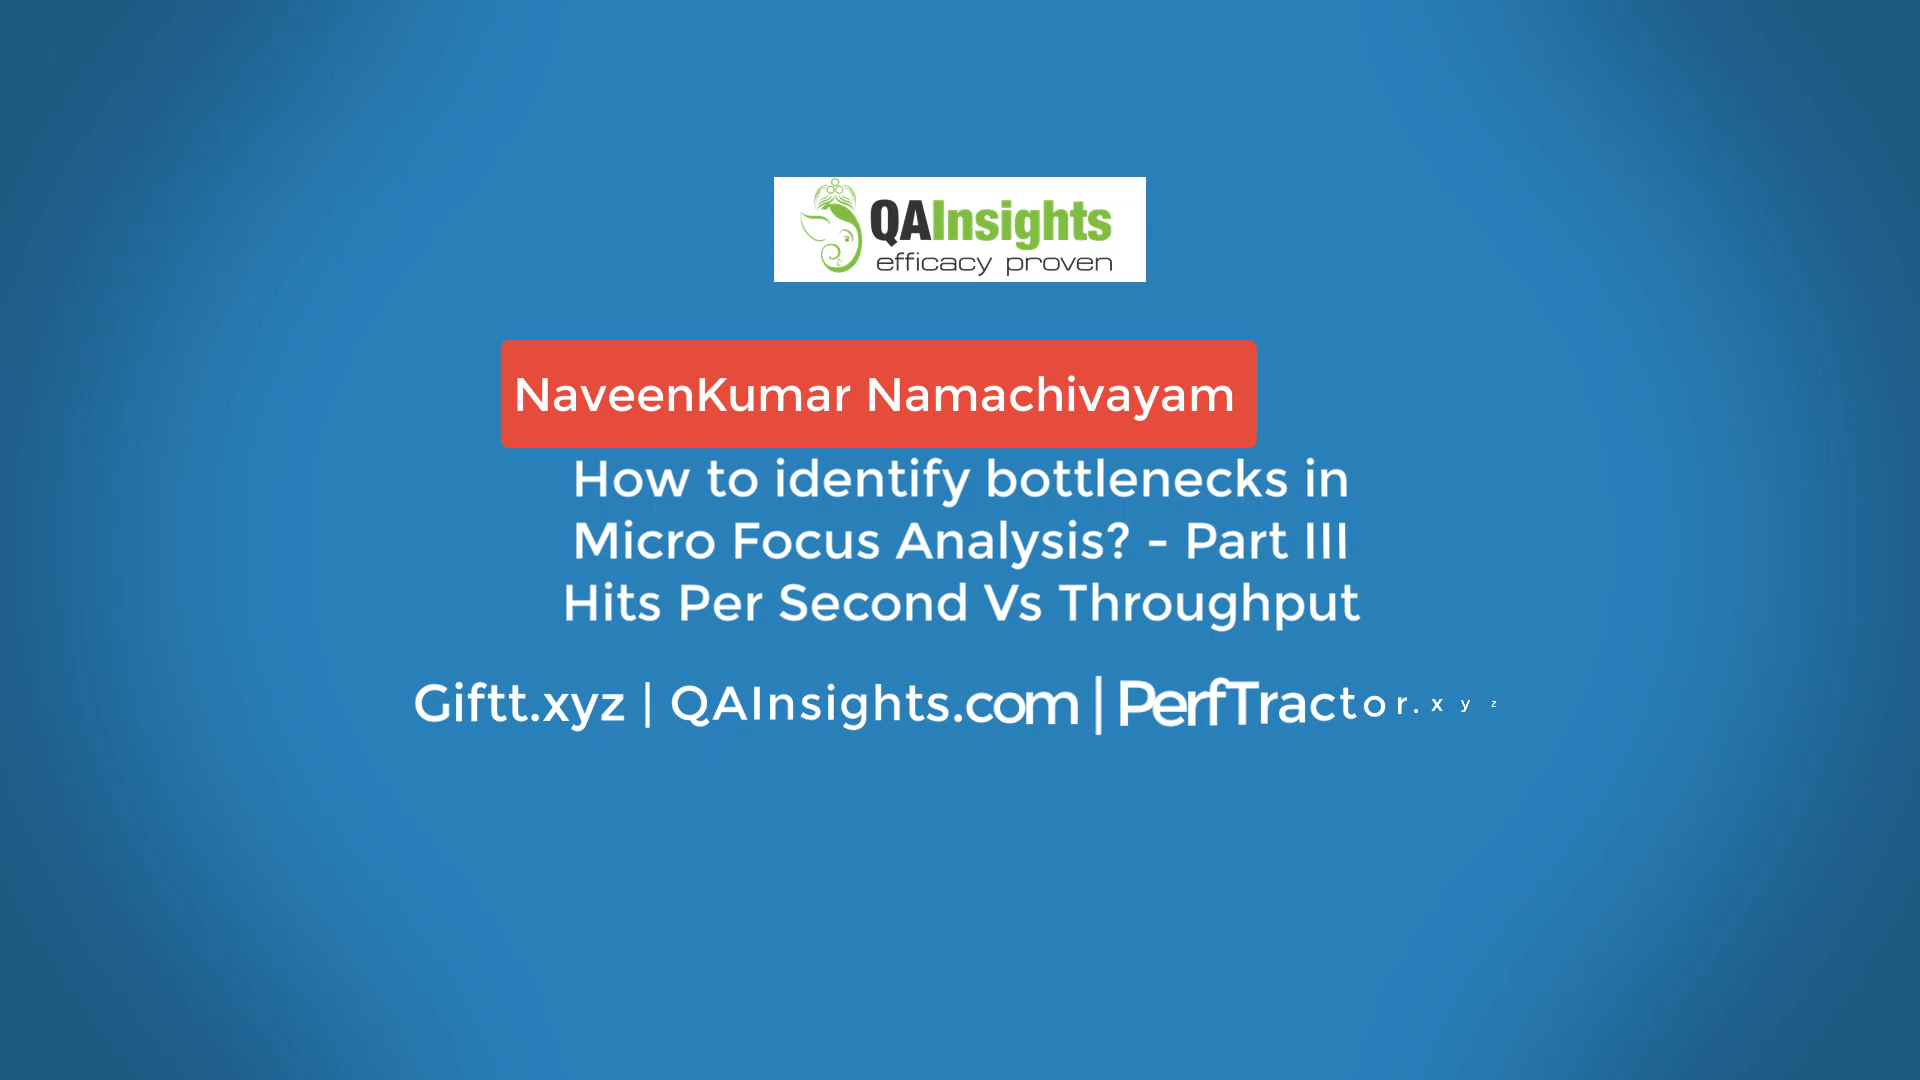 QAInsights
efficacy proven
NaveenKumar Namachivayam
How to identify bottlenecks in
Micro Focus Analysis? - Part III
Hits Per Second Vs Throughput
Giftt.xyz | QAInsights.com | PerfTractor.xyz